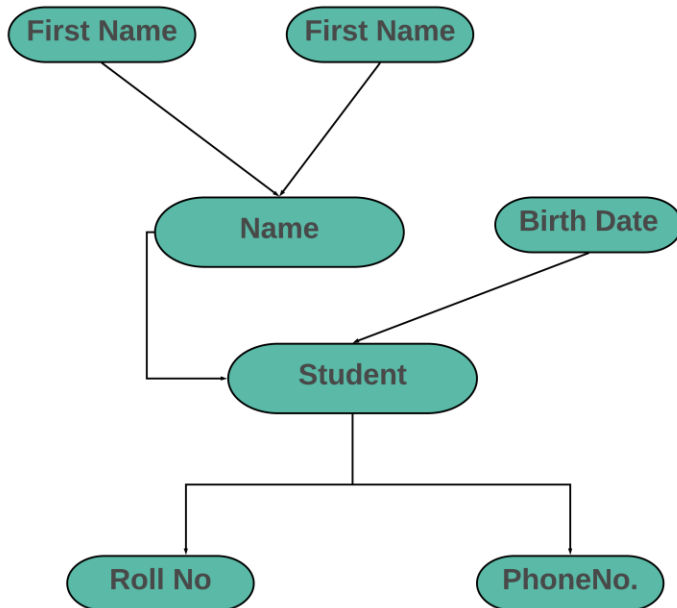 First Name
First Name
Name
Birth Date
Student
Roll No
PhoneNo.